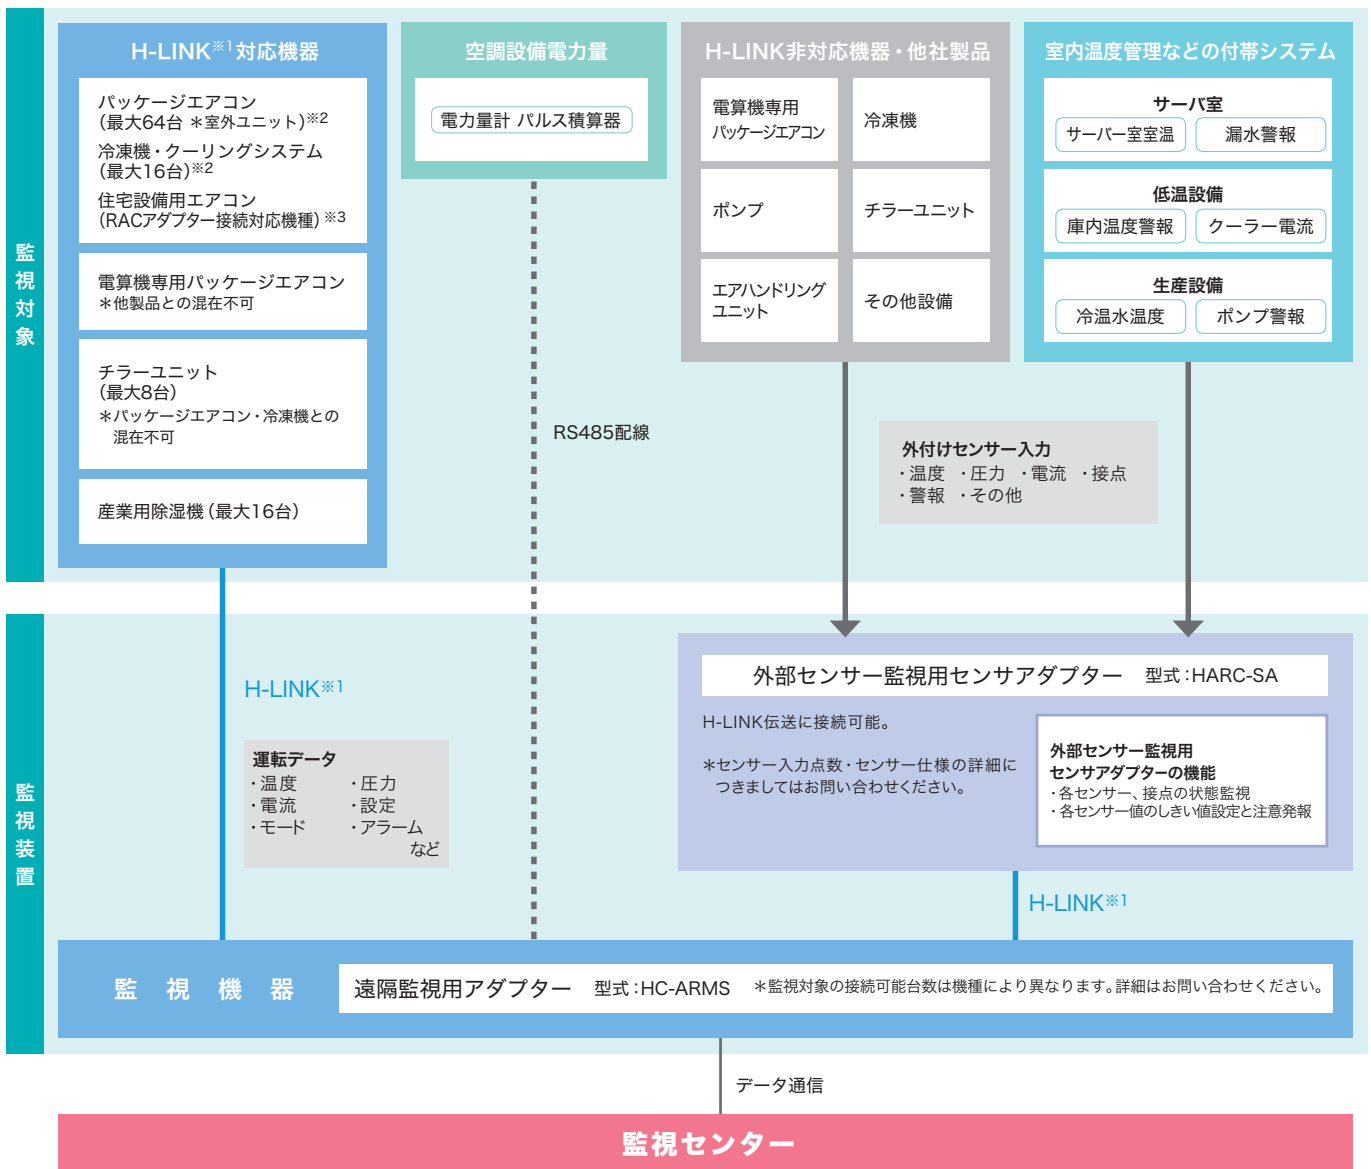 監視対象
H-LINK※1対応機器
パッケージエアコン
(最大64台 ＊室外ユニット)※2
冷凍機・クーリングシステム
(最大16台)※2
住宅設備用エアコン
(RACアダプター接続対応機種)※3
電算機専用パッケージエアコン
＊他製品との混在不可
チラーユニット
(最大8台)
＊パッケージエアコン・冷凍機との
混在不可
産業用除湿機(最大16台)
空調設備電力量
電力量計 パルス積算器
H-LINK非対応機器・他社製品
電算機専用
パッケージエアコン
冷凍機
ポンプ
チラーユニット
エアハンドリング
ユニット
その他設備
室内温度管理などの付帯システム
サーバ室
サーバー室室温 漏水警報
低温設備
庫内温度警報 クーラー電流
生産設備
冷温水温度 ポンプ警報
RS485配線
外付けセンサー入力
・温度 ・圧力 ・電流 ・接点
・警報 ・その他
監視装置
H-LINK※1
運転データ
・温度 ・圧力
・電流 ・設定
・モード ・アラーム
など
外部センサー監視用センサアダプター 型式：HARC-SA
H-LINK伝送に接続可能。
＊センサー入力点数・センサー仕様の詳細に
つきましてはお問い合わせください。
外部センサー監視用
センサアダプターの機能
・各センサー、接点の状態監視
・各センサー値のしきい値設定と注意発報
H-LINK※1
監視機器
遠隔監視用アダプター 型式：HC-ARMS ＊監視対象の接続可能台数は機種により異なります。詳細はお問い合わせください。
データ通信
監視センター